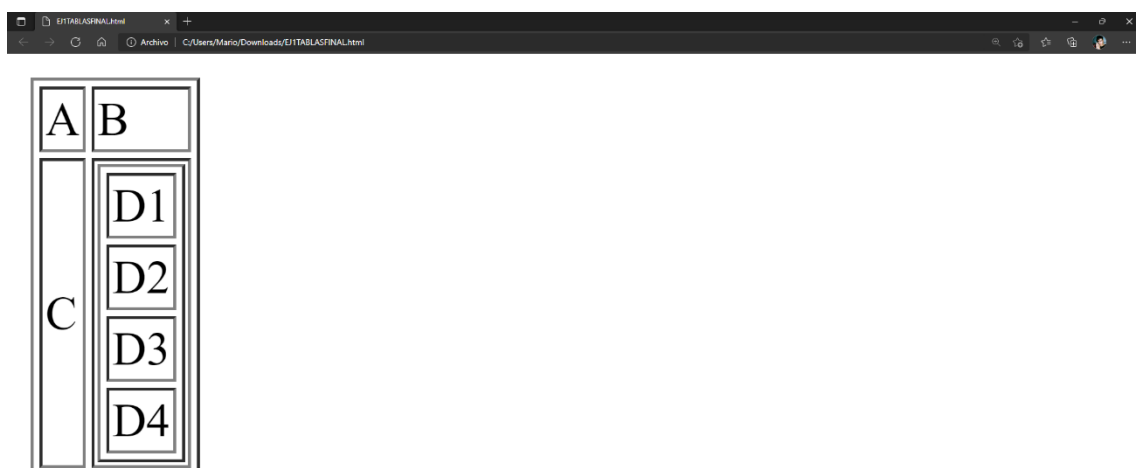 EJ1TABLASFINAL.html
Archivo | C:/Users/Mario/Downloads/EJ1TABLASFINAL.html
A B
C
D1
D2
D3
D4